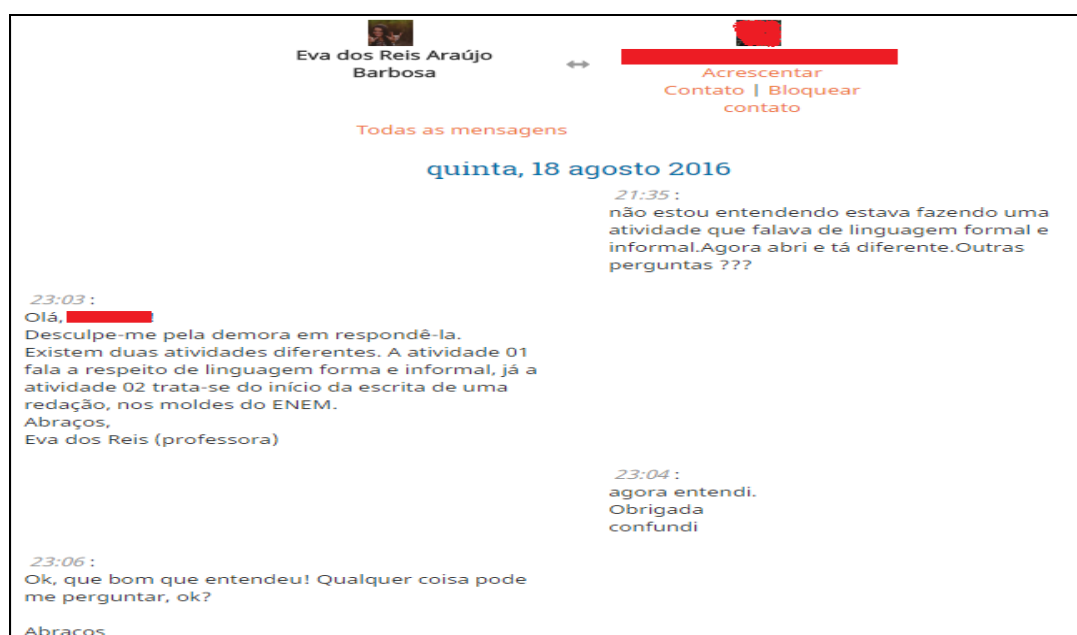 Eva dos Reis Araújo
Barbosa
↔
Acrescentar
Contato | Bloquear
contato
Todas as mensagens
quinta, 18 agosto 2016
21:35 :
não estou entendendo estava fazendo uma
atividade que falava de linguagem formal e
informal.Agora abri e tá diferente.Outras
perguntas ???
23:03 :
Olá,
Desculpe-me pela demora em respondê-la.
Existem duas atividades diferentes. A atividade 01
fala a respeito de linguagem forma e informal, já a
atividade 02 trata-se do início da escrita de uma
redação, nos moldes do ENEM.
Abraços,
Eva dos Reis (professora)
23:04 :
agora entendi.
Obrigada
confundi
23:06 :
Ok, que bom que entendeu! Qualquer coisa pode
me perguntar, ok?
Abraços